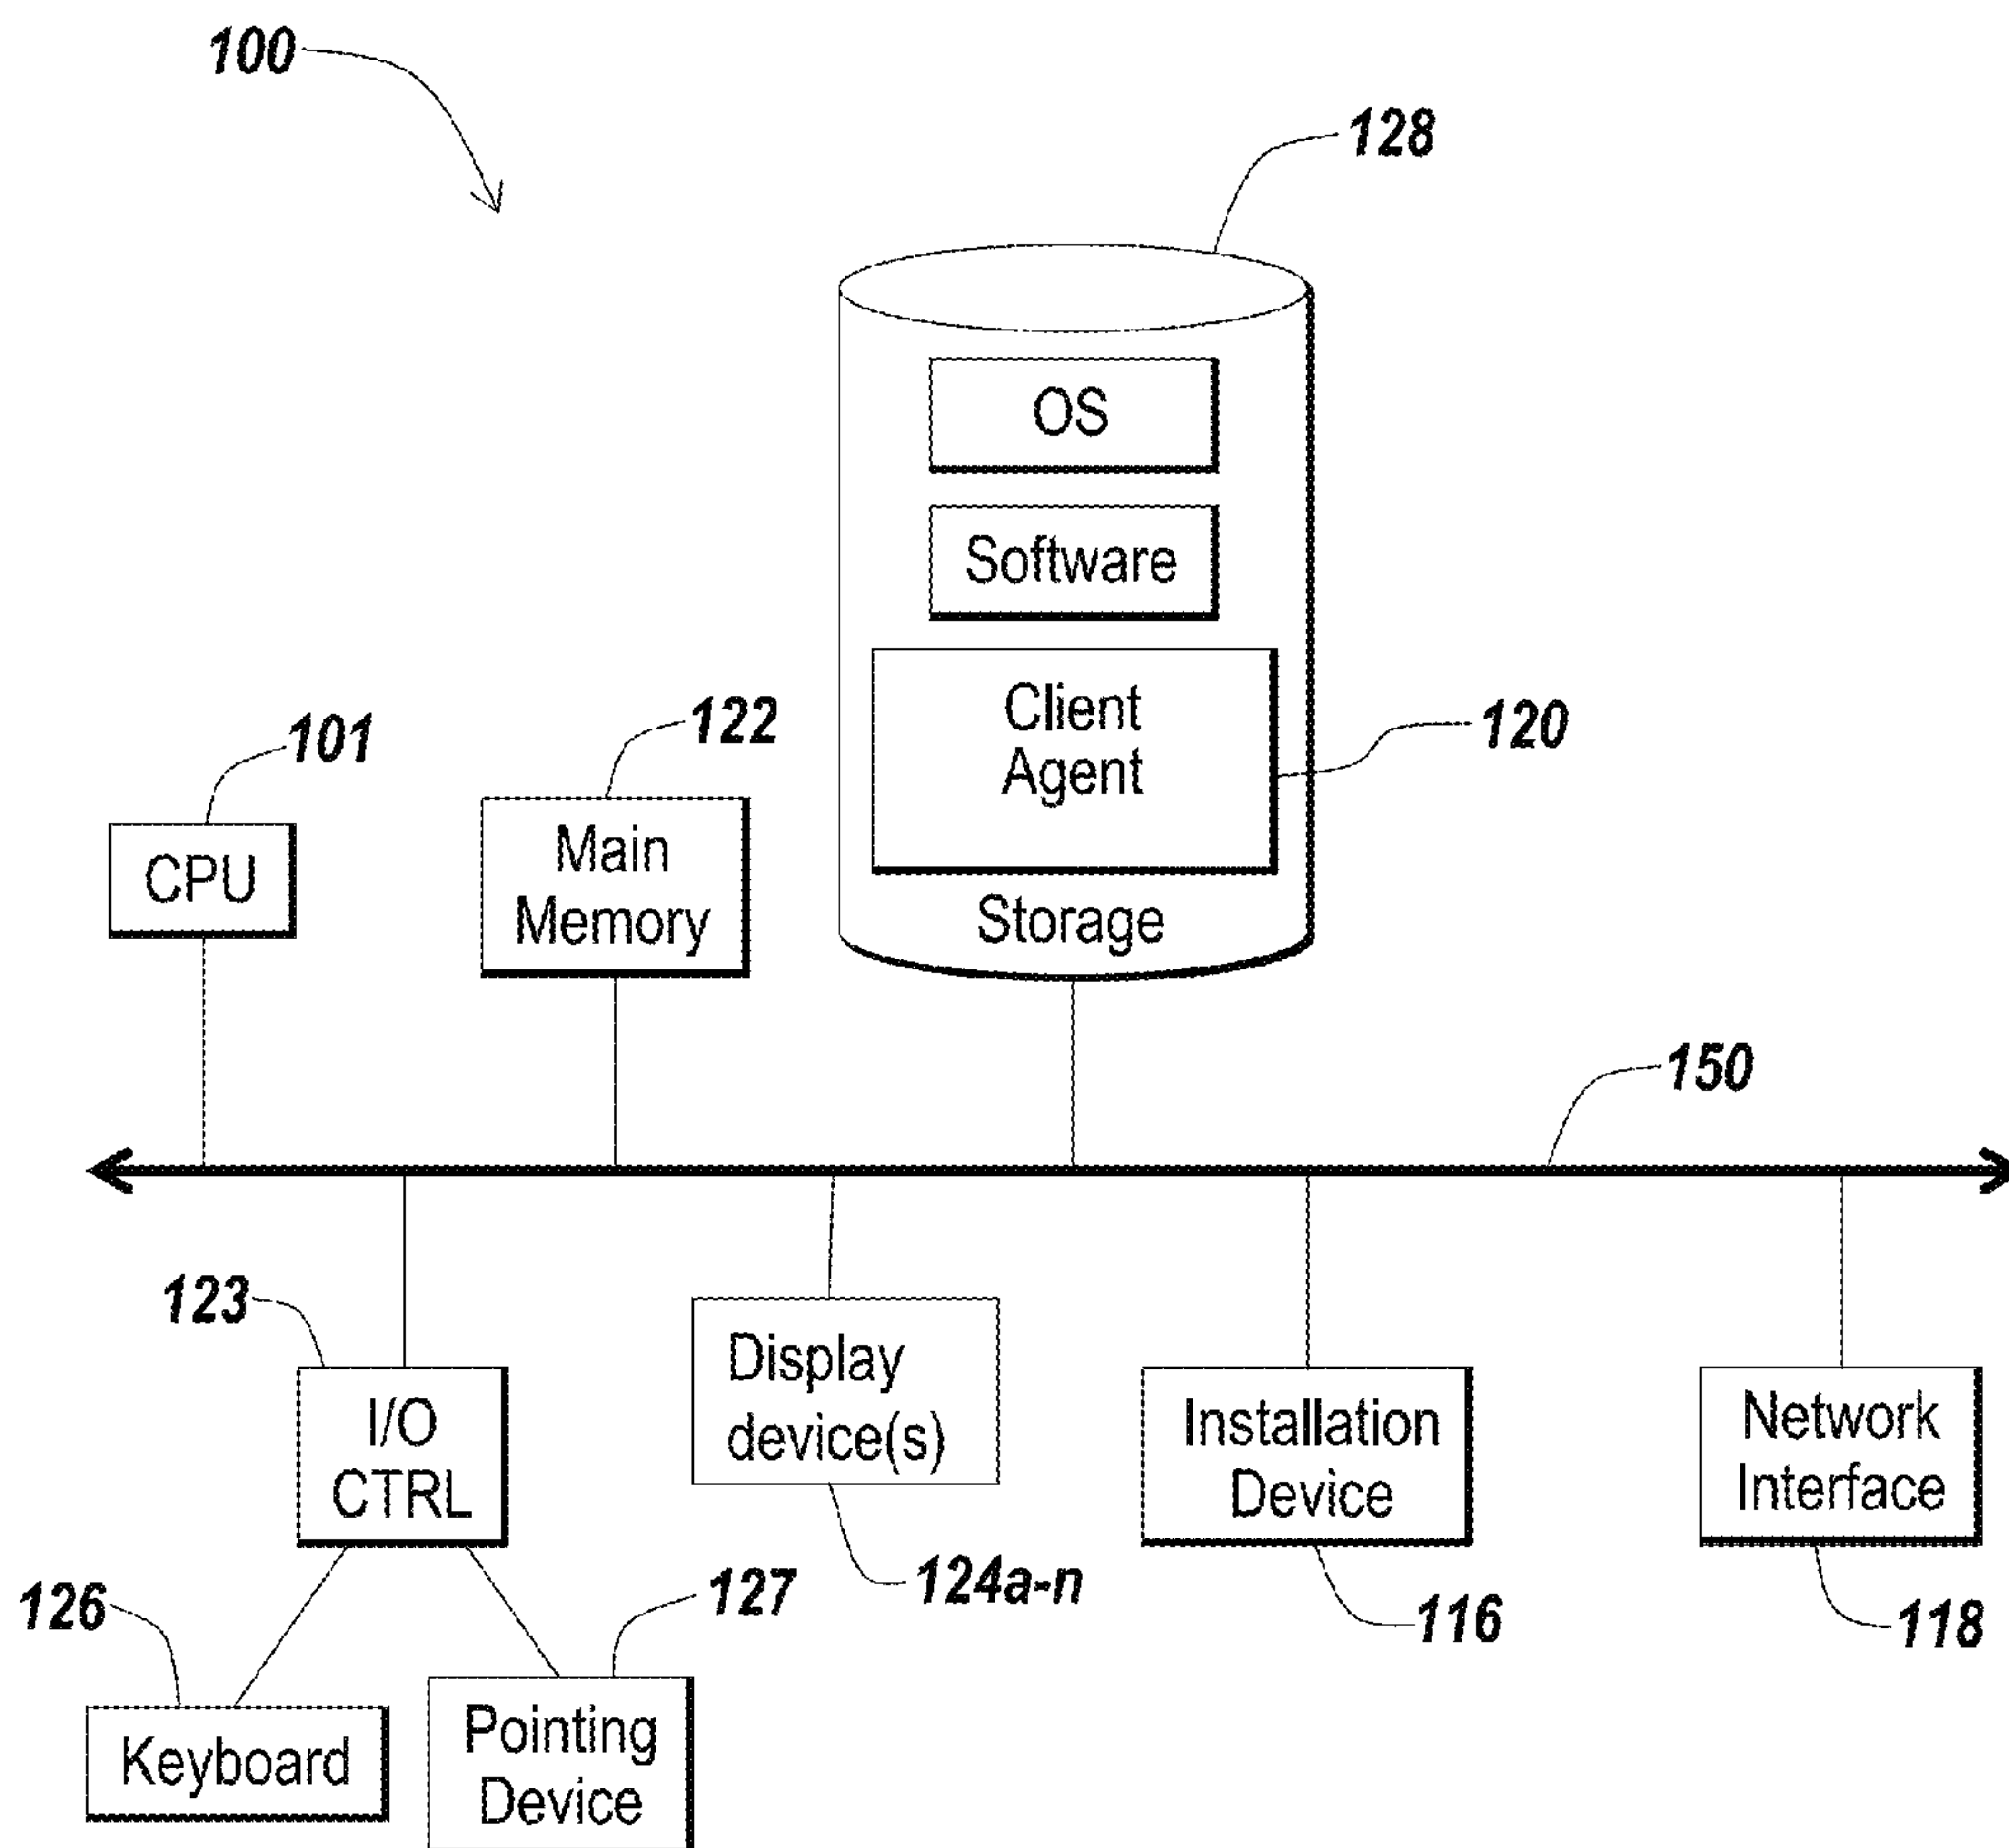 100
128
OS
Software
Client
Agent
120
Storage
101
CPU
122
Main
Memory
150
123
I/O
CTRL
Display
device(s)
124a-n
Installation
Device
116
Network
Interface
118
126
Keyboard
127
Pointing
Device